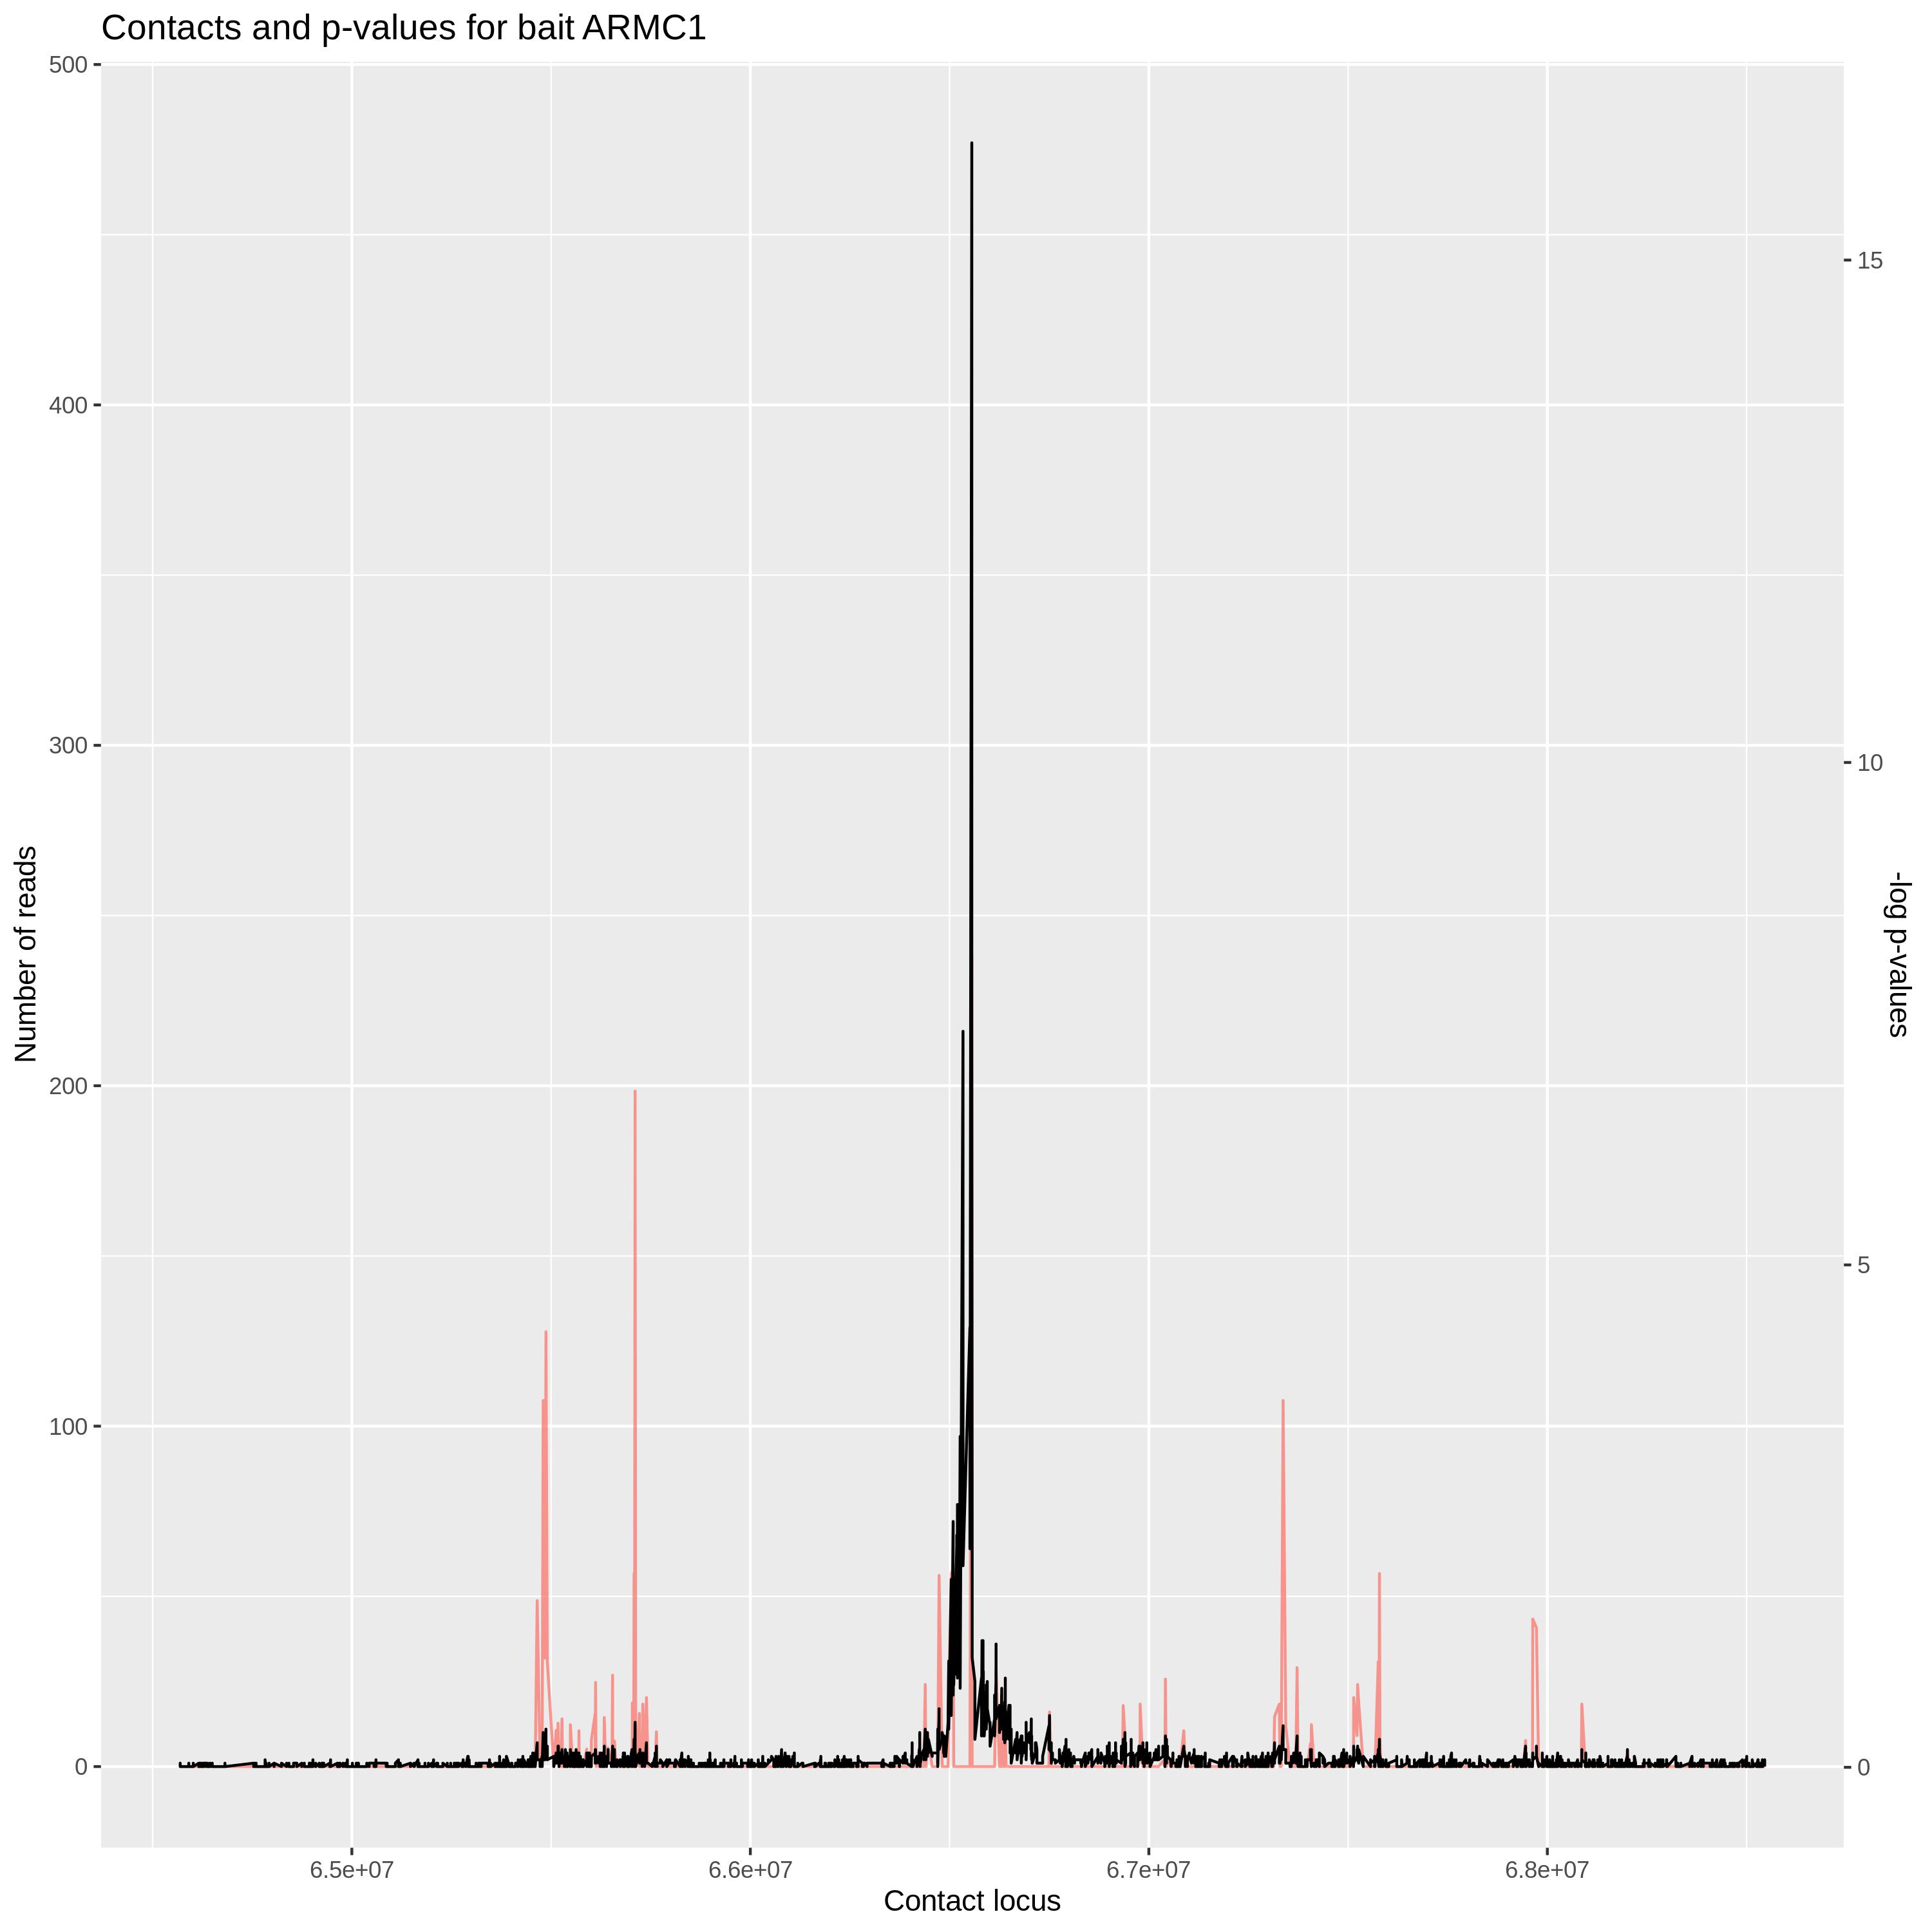 Contacts and p-values for bait ARMC1
500
400
300
200
100
0
Number of reads
15
10
5
0
-log p-values
6.5e+07
6.6e+07
6.7e+07
6.8e+07
Contact locus